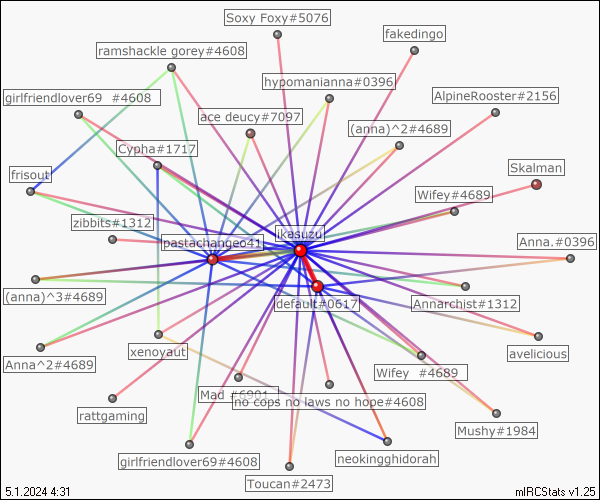 Soxy Foxy#5076
fakedingo
ramshackle gorey#4608
hypomanianna#0396
girlfriendlover69 #4608
AlpineRooster#2156
ace deucy#7097
(anna)^2#4689
Cypha#1717
Skalman
frisout
Wifey#4689
zibbits#1312
ikasuzu
pastachange041
Anna.#0396
(anna)^3#4689
default#0617
Annarchist#1312
xenoyaut
avelicious
Anna^2#4689
Wifey #4689
Mad
no cops no laws no hope#4608
rattgaming
Mushy#1984
girlfriendlover69#4608
neokingghidorah
Toucan#2473
5.1.2024 4:31
mIRCStats v1.25